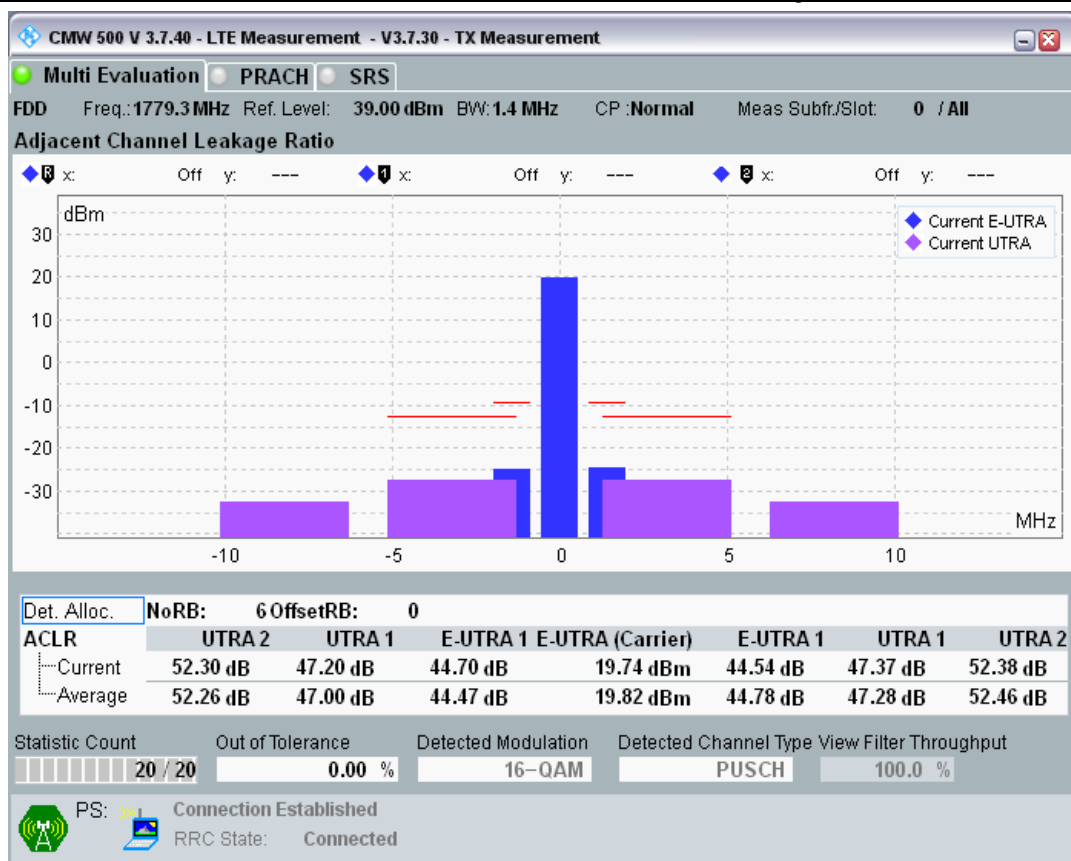 CMW 500 V 3.7.40 - LTE Measurement - V3.7.30 - TX Measurement
Multi Evaluation PRACH SRS
FDD Freq.: 1779.3 MHz Ref. Level: 39.00 dBm BW: 1.4 MHz CP :Normal Meas Subfr./Slot: 0 / All
Adjacent Channel Leakage Ratio
R x: Off y: --- 1 x: Off y: --- 2 x: Off y: ---
dBm
Current E-UTRA
Current UTRA
30
20
10
0
-10
-20
-30
MHz
-10 -5 0 5 10
Det. Alloc. NoRB: 6 OffsetRB: 0
ACLR UTRA 2 UTRA 1 E-UTRA 1 E-UTRA (Carrier) E-UTRA 1 UTRA 1 UTRA 2
Current 52.30 dB 47.20 dB 44.70 dB 19.74 dBm 44.54 dB 47.37 dB 52.38 dB
Average 52.26 dB 47.00 dB 44.47 dB 19.82 dBm 44.78 dB 47.28 dB 52.46 dB
Statistic Count Out of Tolerance Detected Modulation Detected Channel Type View Filter Throughput
20 / 20 0.00 % 16-QAM PUSCH 100.0 %
PS: Connection Established
RRC State: Connected